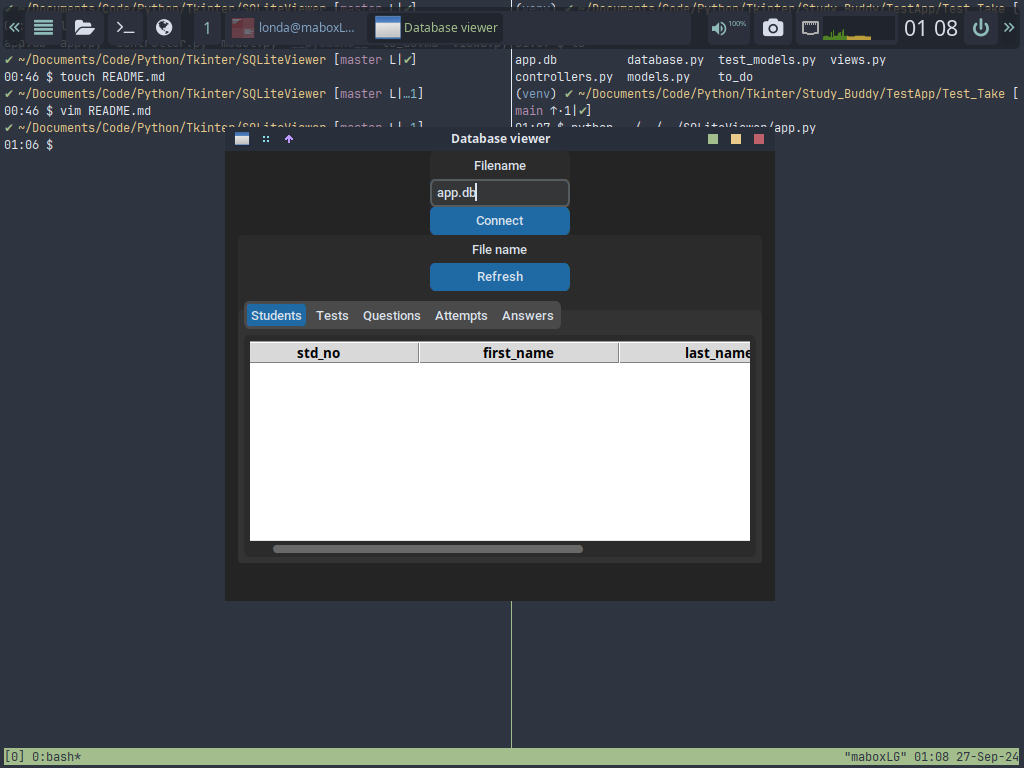 1
londa@maboxL...
Database viewer
100%
01 08
~/Documents/Code/Python/Tkinter/SQLiteViewer [master L|✔]
00:46 $ touch README.md
~/Documents/Code/Python/Tkinter/SQLiteViewer [master L|…1]
00:46 $ vim README.md
~/Documents/Code/Python/Tkinter/SQLiteViewer [master L|…1]
01:06 $
app.db database.py test_models.py views.py
controllers.py models.py to_do
(venv) ✔ ~/Documents/Code/Python/Tkinter/Study_Buddy/TestApp/Test_Take [
main ↑·1|✔]
01:07 $ python ../../../SQLiteViewer/app.py
Database viewer
Filename
app.db
Connect
File name
Refresh
Students Tests Questions Attempts Answers
std_no first_name last_name
[0] 0:bash* "maboxLG" 01:08 27-Sep-24